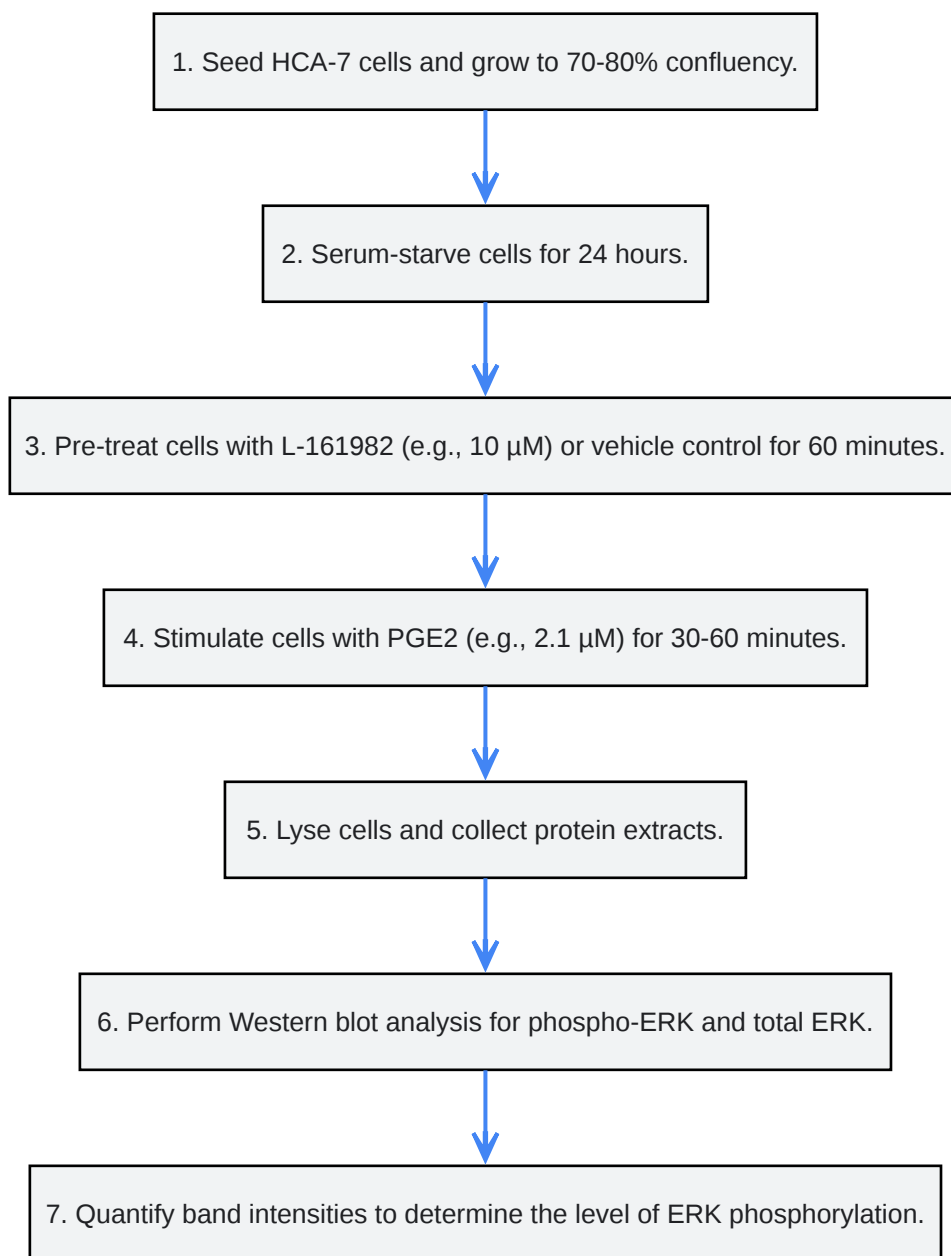 1. Seed HCA-7 cells and grow to 70-80% confluency.
2. Serum-starve cells for 24 hours.
3. Pre-treat cells with L-161982 (e.g., 10 µM) or vehicle control for 60 minutes.
4. Stimulate cells with PGE2 (e.g., 2.1 µM) for 30-60 minutes.
5. Lyse cells and collect protein extracts.
6. Perform Western blot analysis for phospho-ERK and total ERK.
7. Quantify band intensities to determine the level of ERK phosphorylation.